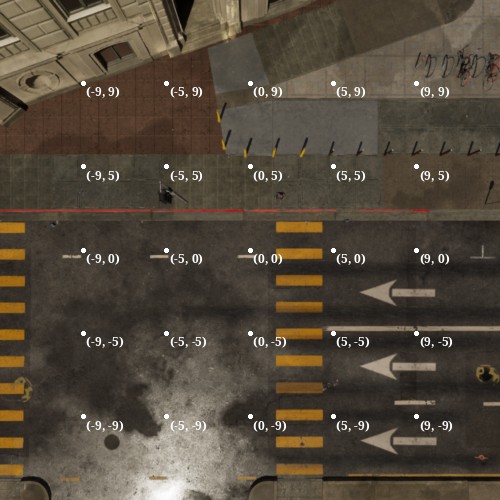 (-9, 9) (-5, 9) (0, 9) (5, 9) (9, 9)
(-9, 5) (-5, 5) (0, 5) (5, 5) (9, 5)
(-9, 0) (-5, 0) (0, 0) (5, 0) (9, 0)
(-9, -5) (-5, -5) (0, -5) (5, -5) (9, -5)
(-9, -9) (-5, -9) (0, -9) (5, -9) (9, -9)